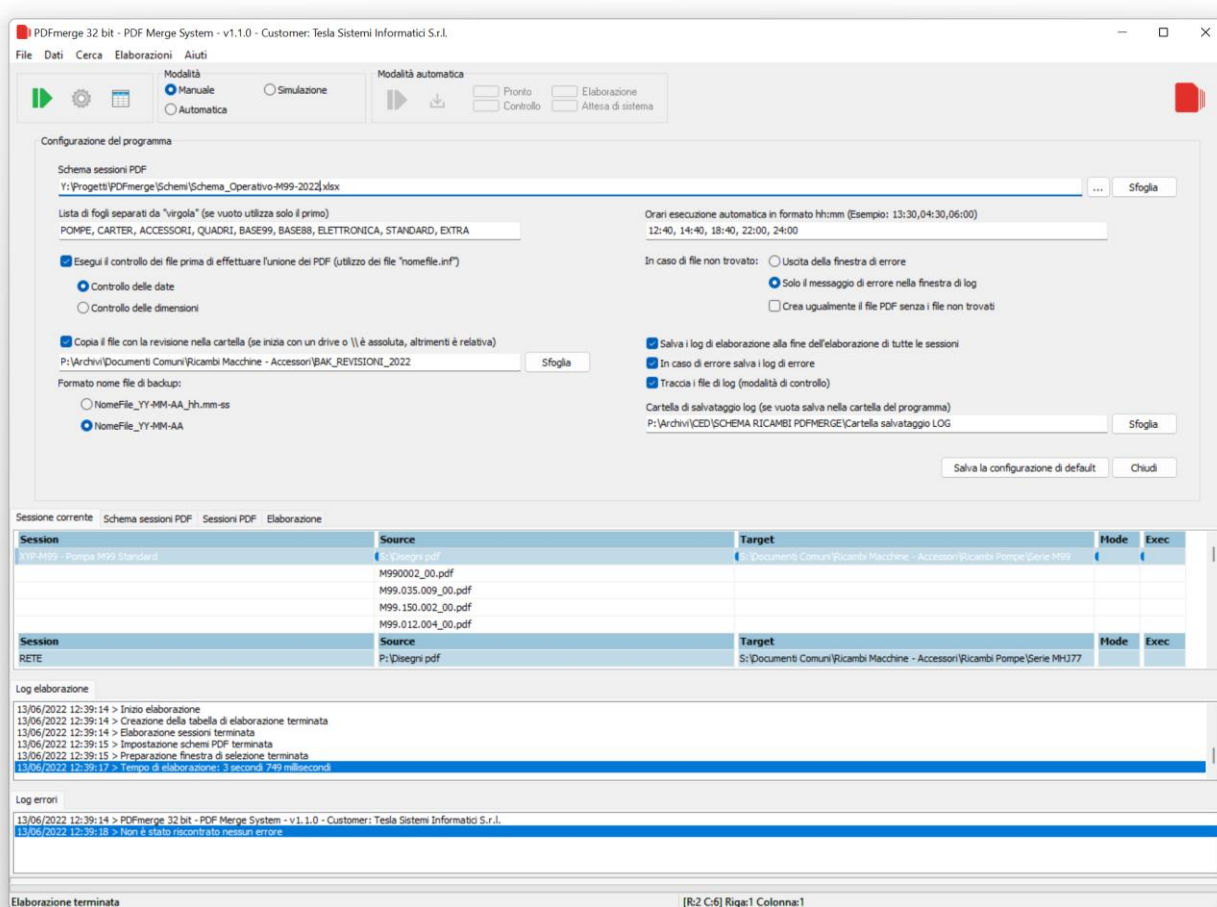 PDFmerge 32 bit - PDF Merge System - v1.1.0 - Customer: Tesla Sistemi Informatici S.r.l.
File Dati Cerca Elaborazioni Aiuti
Modalità
Manuale
Simulazione
Automatica
Modalità automatica
Pronto
Elaborazione
Controllo
Attesa di sistema
Configurazione del programma
Schema sessioni PDF
Y:\Progetti\PDFmerge\Schemi\Schema_Operativo-M99-2022.xlsx
...
Sfoglia
Lista di fogli separati da "virgola" (se vuoto utilizza solo il primo)
POMPE, CARTER, ACCESSORI, QUADRI, BASE99, BASE88, ELETTRONICA, STANDARD, EXTRA
Orari esecuzione automatica in formato hh:mm (Esempio: 13:30,04:30,06:00)
12:40, 14:40, 18:40, 22:00, 24:00
Esegui il controllo dei file prima di effettuare l'unione dei PDF (utilizzo dei file "nomefile.inf")
Controllo delle date
Controllo delle dimensioni
In caso di file non trovato:
Uscita della finestra di errore
Solo il messaggio di errore nella finestra di log
Crea ugualmente il file PDF senza i file non trovati
Copia il file con la revisione nella cartella (se inizia con un drive o \\ è assoluta, altrimenti è relativa)
P:\Archivi\Documenti Comuni\Ricambi Macchine - Accessori\BAK_REVISIONI_2022
Sfoglia
Formato nome file di backup:
NomeFile_YY-MM-AA_hh.mm-ss
NomeFile_YY-MM-AA
Salva i log di elaborazione alla fine dell'elaborazione di tutte le sessioni
In caso di errore salva i log di errore
Traccia i file di log (modalità di controllo)
Cartella di salvataggio log (se vuota salva nella cartella del programma)
P:\Archivi\CED\SCHEMA RICAMBI PDFMERGE\Cartella salvataggio LOG
Sfoglia
Salva la configurazione di default
Chiudi
Sessione corrente Schema sessioni PDF Sessioni PDF Elaborazione
Session Source Target Mode Exec
XYP-M99 - Pompa M99 Standard S:\Disegni pdf S:\Documenti Comuni\Ricambi Macchine - Accessori\Ricambi Pompe\Serie M99
M990002_00.pdf
M99.035.009_00.pdf
M99.150.002_00.pdf
M99.012.004_00.pdf
Session Source Target Mode Exec
RETE P:\Disegni pdf S:\Documenti Comuni\Ricambi Macchine - Accessori\Ricambi Pompe\Serie MHJ77
Log elaborazione
13/06/2022 12:39:14 > Inizio elaborazione
13/06/2022 12:39:14 > Creazione della tabella di elaborazione terminata
13/06/2022 12:39:14 > Elaborazione sessioni terminata
13/06/2022 12:39:15 > Impostazione schemi PDF terminata
13/06/2022 12:39:15 > Preparazione finestra di selezione terminata
13/06/2022 12:39:17 > Tempo di elaborazione: 3 secondi 749 millisecondi
Log errori
13/06/2022 12:39:14 > PDFmerge 32 bit - PDF Merge System - v1.1.0 - Customer: Tesla Sistemi Informatici S.r.l.
13/06/2022 12:39:18 > Non è stato riscontrato nessun errore
Elaborazione terminata
[R:2 C:6] Riga:1 Colonna:1